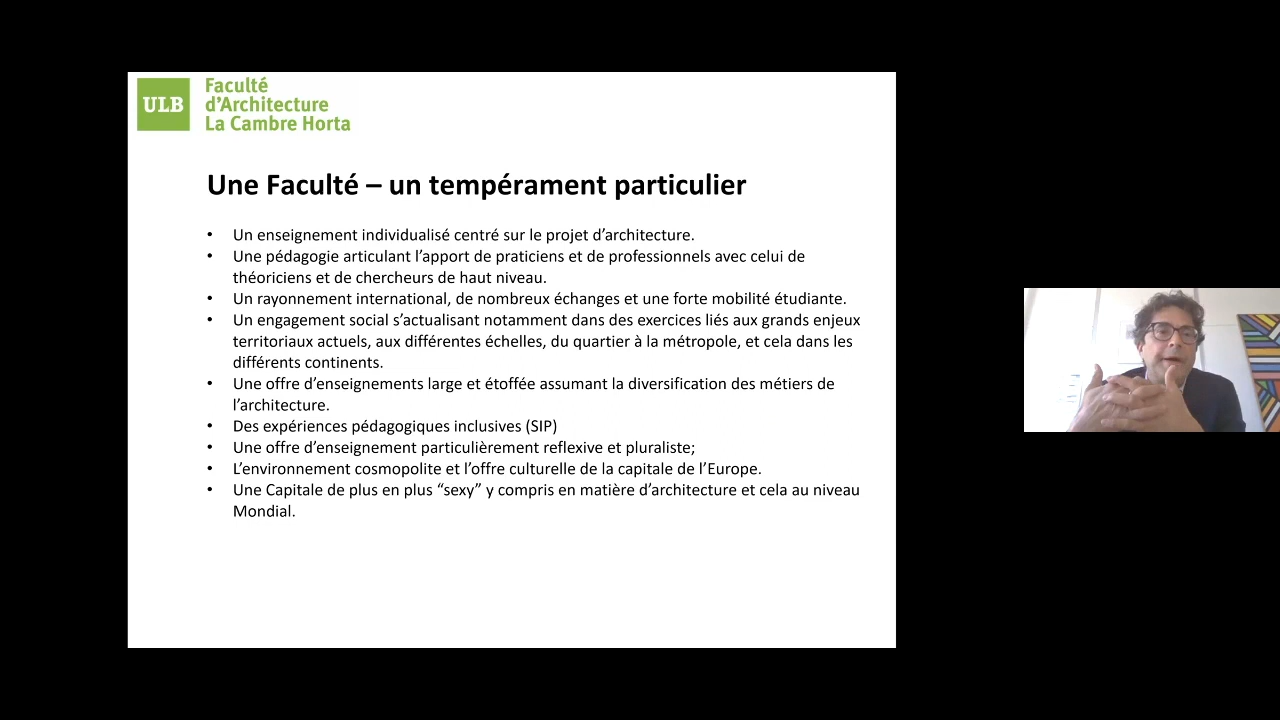 ULB
Faculté
d’Architecture
La Cambre Horta
Une Faculté – un tempérament particulier
• Un enseignement individualisé centré sur le projet d’architecture.
• Une pédagogie articulant l’apport de praticiens et de professionnels avec celui de
théoriciens et de chercheurs de haut niveau.
• Un rayonnement international, de nombreux échanges et une forte mobilité étudiante.
• Un engagement social s’actualisant notamment dans des exercices liés aux grands enjeux
territoriaux actuels, aux différentes échelles, du quartier à la métropole, et cela dans les
différents continents.
• Une offre d’enseignements large et étoffée assumant la diversification des métiers de
l’architecture.
• Des expériences pédagogiques inclusives (SIP)
• Une offre d’enseignement particulièrement reflexive et pluraliste;
• L’environnement cosmopolite et l’offre culturelle de la capitale de l’Europe.
• Une Capitale de plus en plus “sexy” y compris en matière d’architecture et cela au niveau
Mondial.